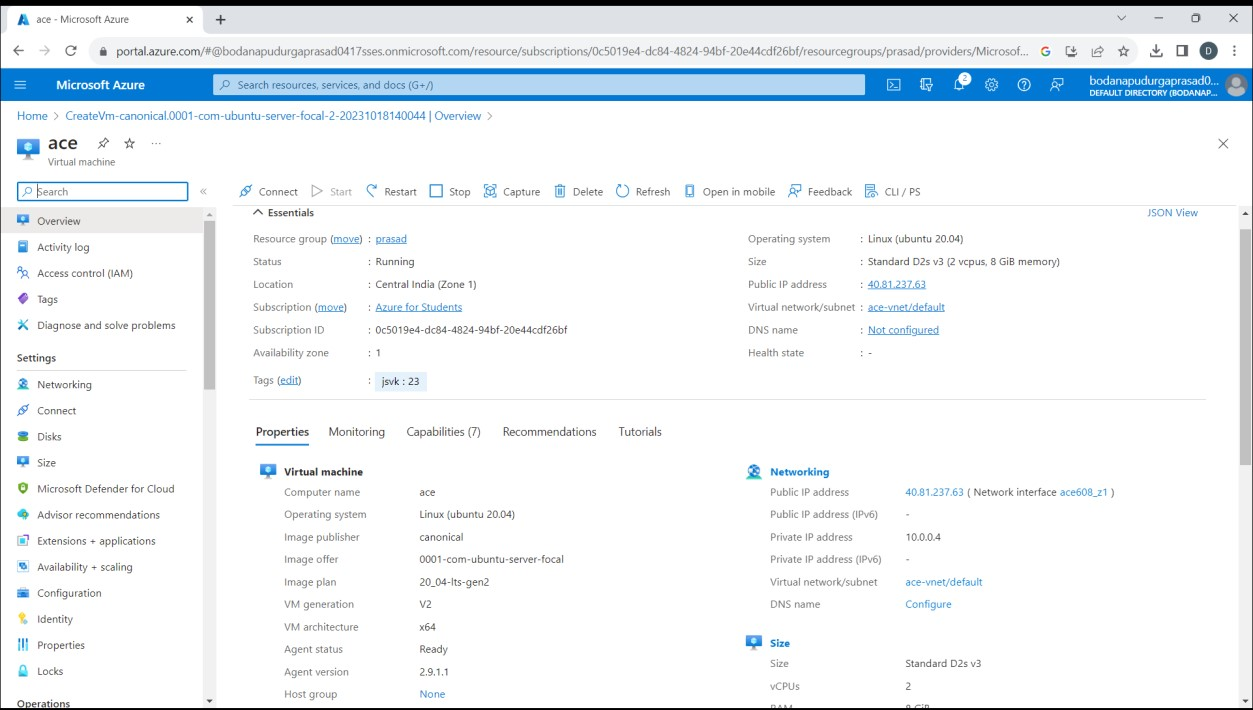 ace - Microsoft Azure
portal.azure.com/#@bodanapudurgaprasad0417sses.onmicrosoft.com/resource/subscriptions/0c5019e4-dc84-4824-94bf-20e44cdf26bf/resourcegroups/prasad/providers/Microsof...
G
D
Microsoft Azure
Search resources, services, and docs (G+/)
2
bodanapudurgaprasad0...
DEFAULT DIRECTORY (BODANAP...
Home > CreateVm-canonical.0001-com-ubuntu-server-focal-2-20231018140044 | Overview >
ace
Virtual machine
Search
«
Connect Start Restart Stop Capture Delete Refresh Open in mobile Feedback CLI / PS
Overview
Activity log
Access control (IAM)
Tags
Diagnose and solve problems
Settings
Networking
Connect
Disks
Size
Microsoft Defender for Cloud
Advisor recommendations
Extensions + applications
Availability + scaling
Configuration
Identity
Properties
Locks
Operations
Essentials
JSON View
Resource group (move) : prasad
Status : Running
Location : Central India (Zone 1)
Subscription (move) : Azure for Students
Subscription ID : 0c5019e4-dc84-4824-94bf-20e44cdf26bf
Availability zone : 1
Tags (edit) : jsvk : 23
Operating system : Linux (ubuntu 20.04)
Size : Standard D2s v3 (2 vcpus, 8 GiB memory)
Public IP address : 40.81.237.63
Virtual network/subnet : ace-vnet/default
DNS name : Not configured
Health state : -
Properties Monitoring Capabilities (7) Recommendations Tutorials
Virtual machine
Computer name ace
Operating system Linux (ubuntu 20.04)
Image publisher canonical
Image offer 0001-com-ubuntu-server-focal
Image plan 20_04-lts-gen2
VM generation V2
VM architecture x64
Agent status Ready
Agent version 2.9.1.1
Host group None
Networking
Public IP address 40.81.237.63 ( Network interface ace608_z1 )
Public IP address (IPv6) -
Private IP address 10.0.0.4
Private IP address (IPv6) -
Virtual network/subnet ace-vnet/default
DNS name Configure
Size
Size Standard D2s v3
vCPUs 2
RAM 8 GiB